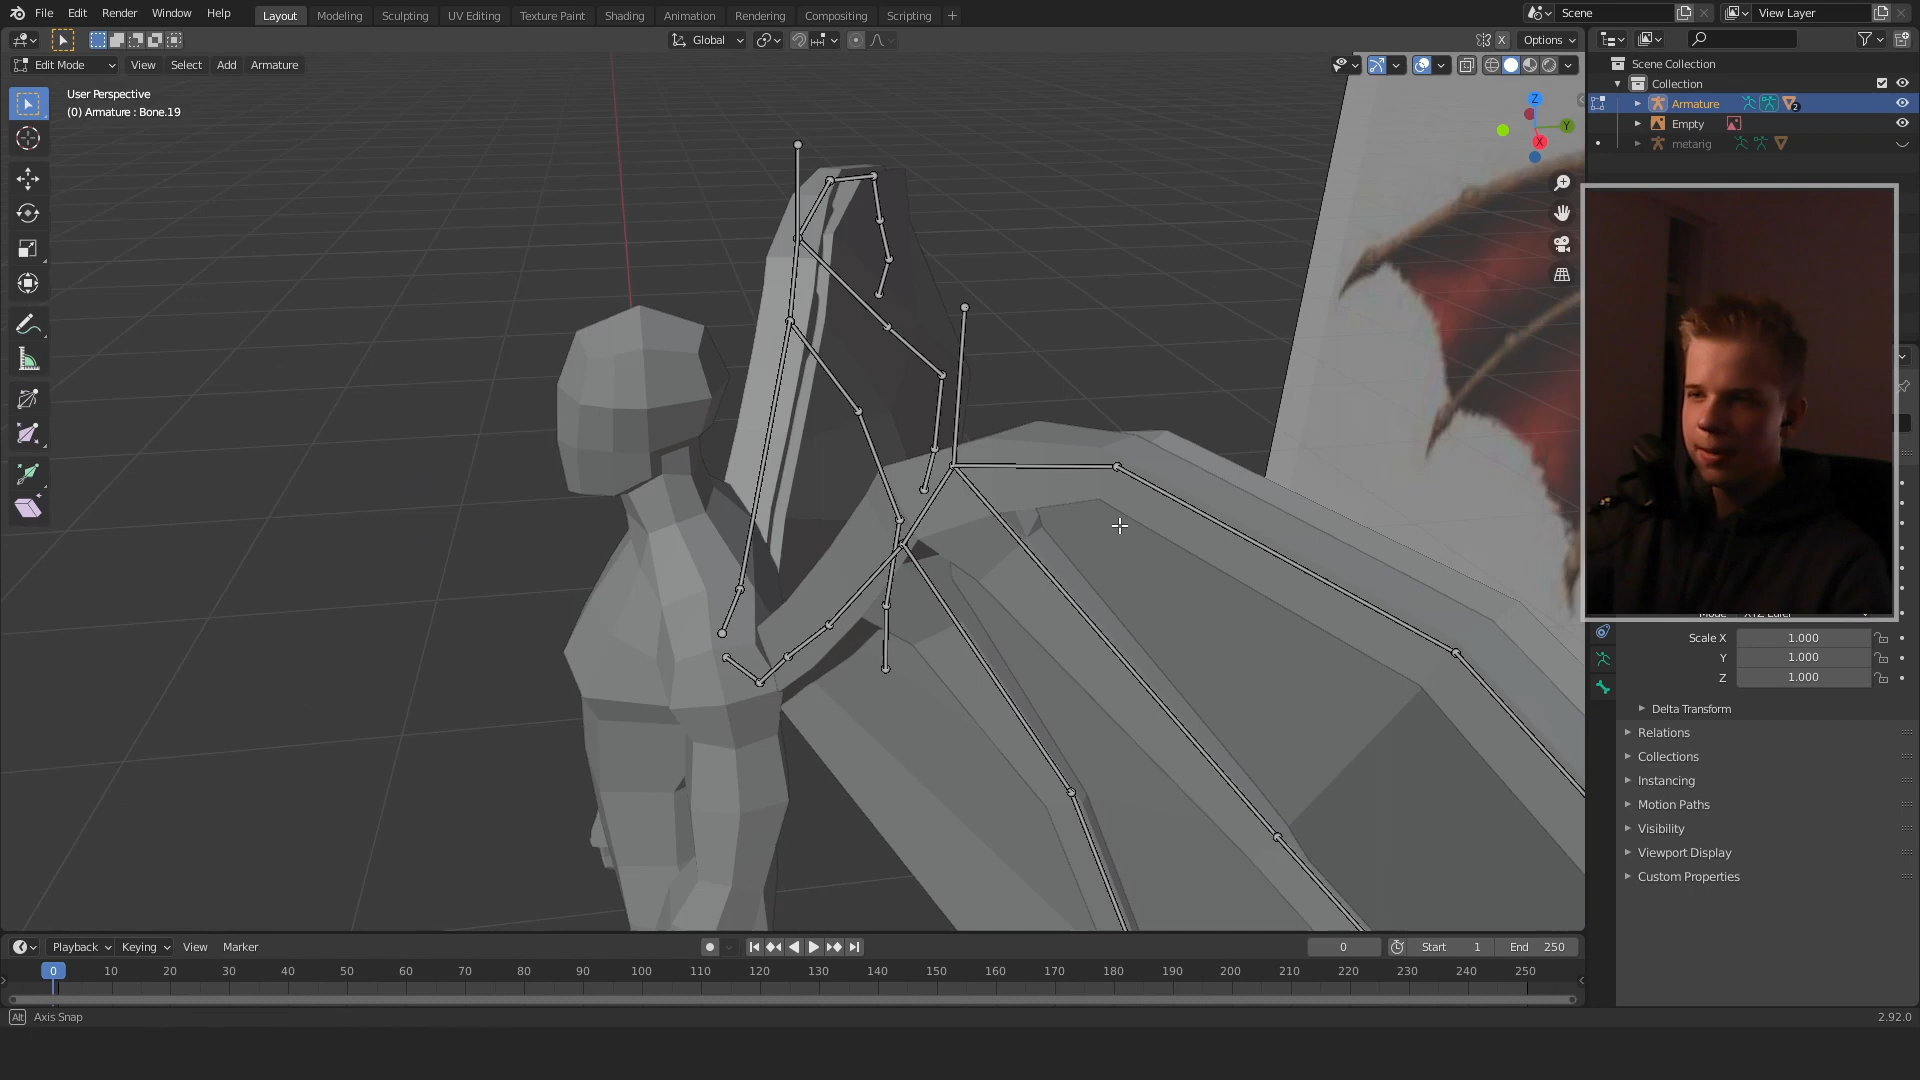 File Edit Render Window Help
Layout Modeling Sculpting UV Editing Texture Paint Shading Animation Rendering Compositing Scripting +
Scene
View Layer
Global
X Options
Edit Mode View Select Add Armature
User Perspective
(0) Armature : Bone.19
Z
Y
X
Scene Collection
Collection
Armature 2
Empty
metarig
Scale X 1.000
Y 1.000
Z 1.000
Delta Transform
Relations
Collections
Instancing
Motion Paths
Visibility
Viewport Display
Custom Properties
Playback Keying View Marker
0 Start 1 End 250
0 10 20 30 40 50 60 70 80 90 100 110 120 130 140 150 160 170 180 190 200 210 220 230 240 250
Alt Axis Snap
2.92.0